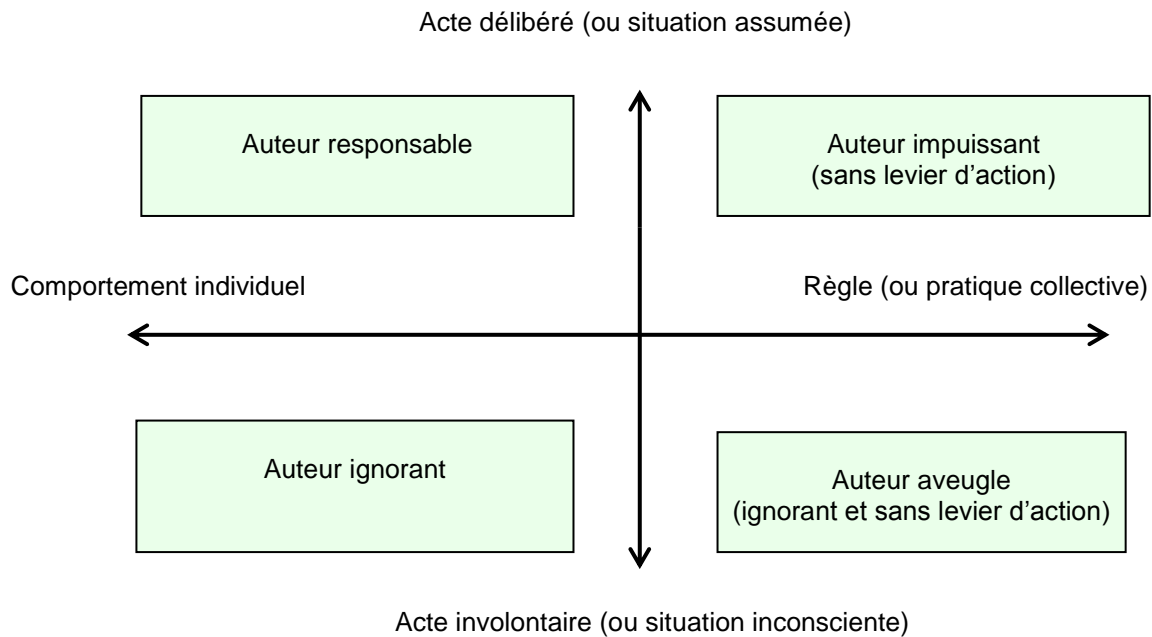 Acte délibéré (ou situation assumée)
Auteur responsable
Auteur impuissant
(sans levier d’action)
Comportement individuel
Règle (ou pratique collective)
Auteur ignorant
Auteur aveugle
(ignorant et sans levier d’action)
Acte involontaire (ou situation inconsciente)